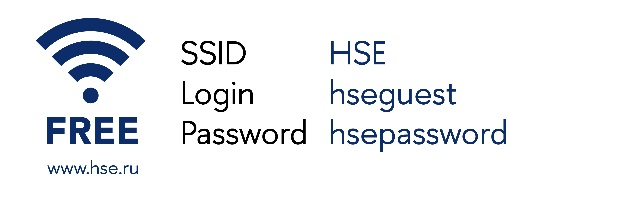 FREE
www.hse.ru
SSID HSE
Login hseguest
Password hsepassword